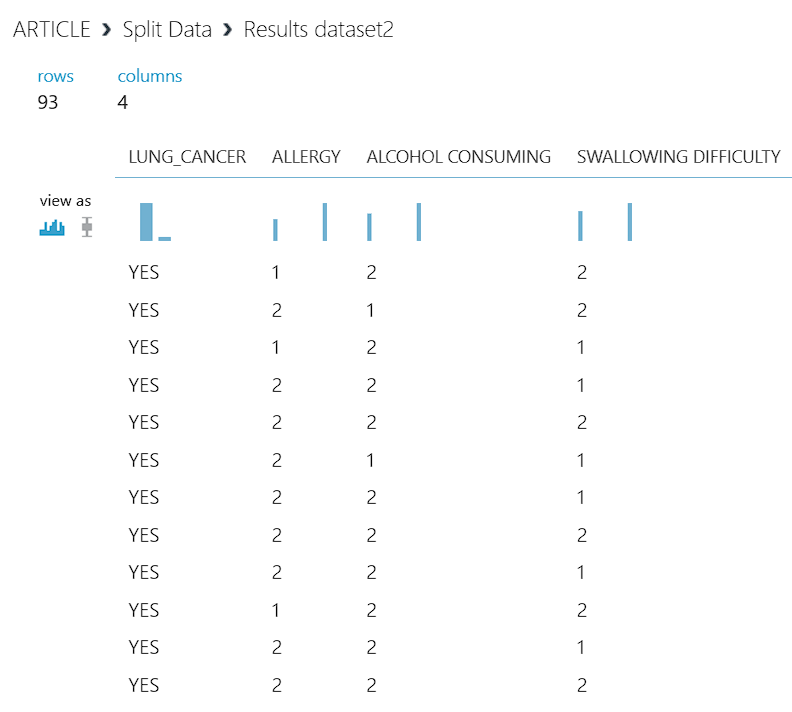 ARTICLE > Split Data > Results dataset2
rows columns
93 4
LUNG_CANCER ALLERGY ALCOHOL CONSUMING SWALLOWING DIFFICULTY
view as
YES 1 2 2
YES 2 1 2
YES 1 2 1
YES 2 2 1
YES 2 2 2
YES 2 1 1
YES 2 2 1
YES 2 2 2
YES 2 2 1
YES 1 2 2
YES 2 2 1
YES 2 2 2